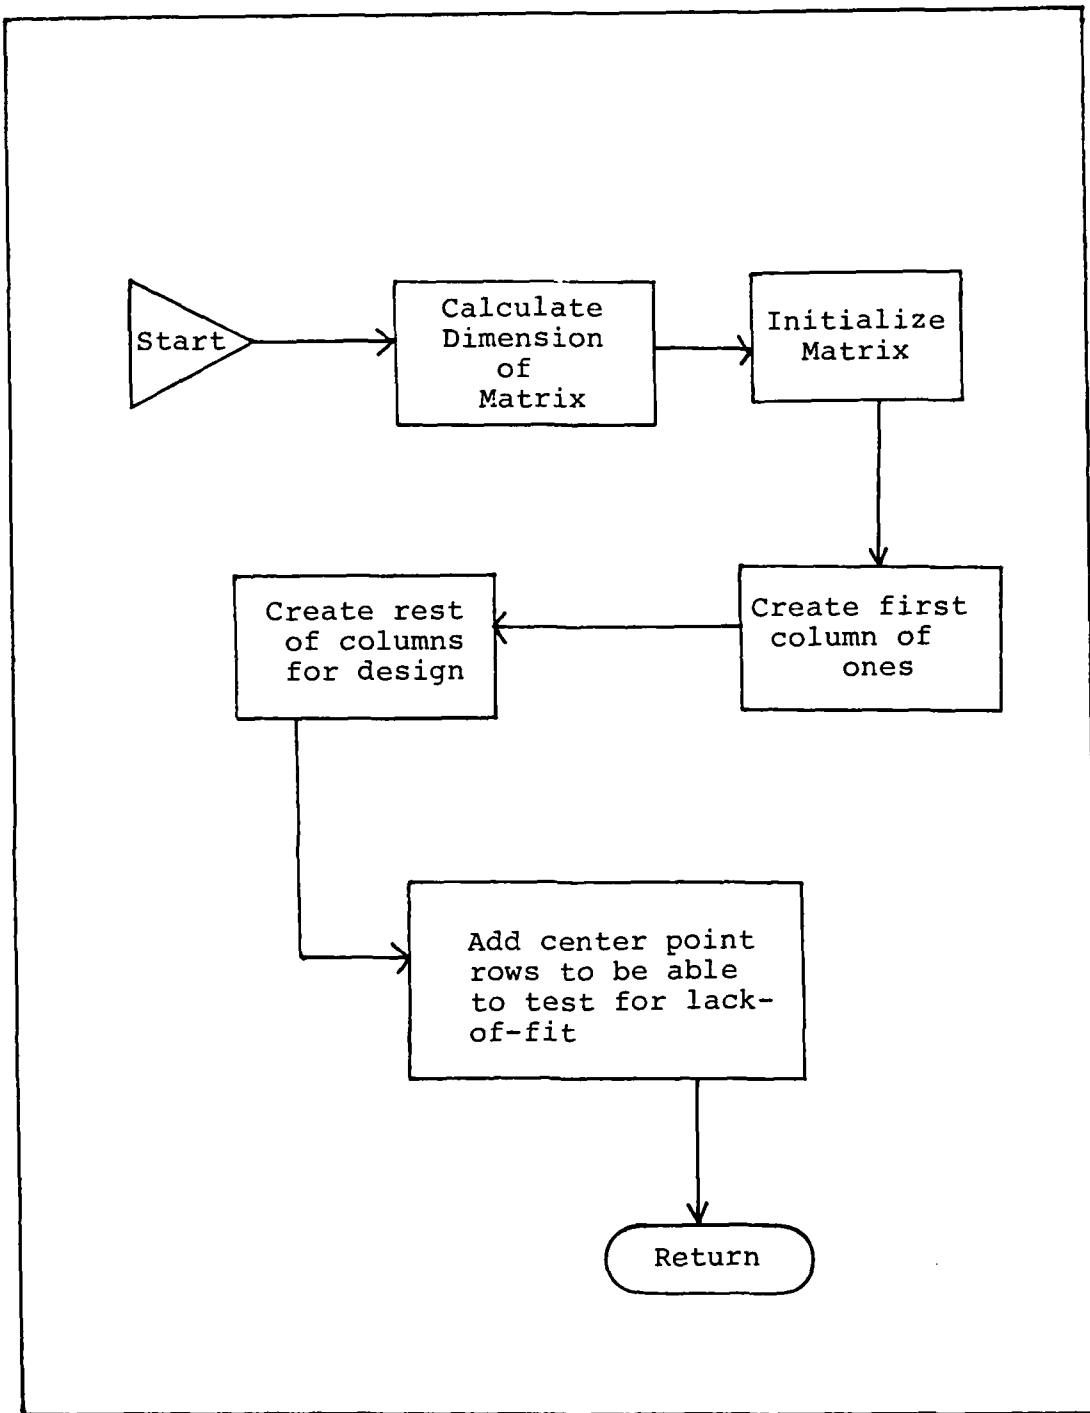 Start
Calculate
Dimension
of
Matrix
Initialize
Matrix
Create first
column of
ones
Create rest
of columns
for design
Add center point
rows to be able
to test for lack-
of-fit
Return